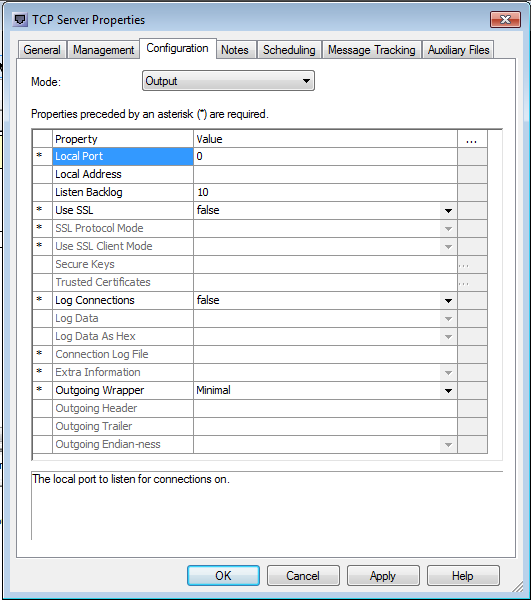 TCP Server Properties
General Management Configuration Notes Scheduling Message Tracking Auxiliary Files
Mode: Output
Properties preceded by an asterisk (*) are required.
Property Value ...
* Local Port 0
Local Address
Listen Backlog 10
* Use SSL false
* SSL Protocol Mode
* Use SSL Client Mode
Secure Keys ...
Trusted Certificates ...
* Log Connections false
Log Data
Log Data As Hex
* Connection Log File
* Extra Information
* Outgoing Wrapper Minimal
Outgoing Header
Outgoing Trailer
Outgoing Endian-ness
The local port to listen for connections on.
OK Cancel Apply Help